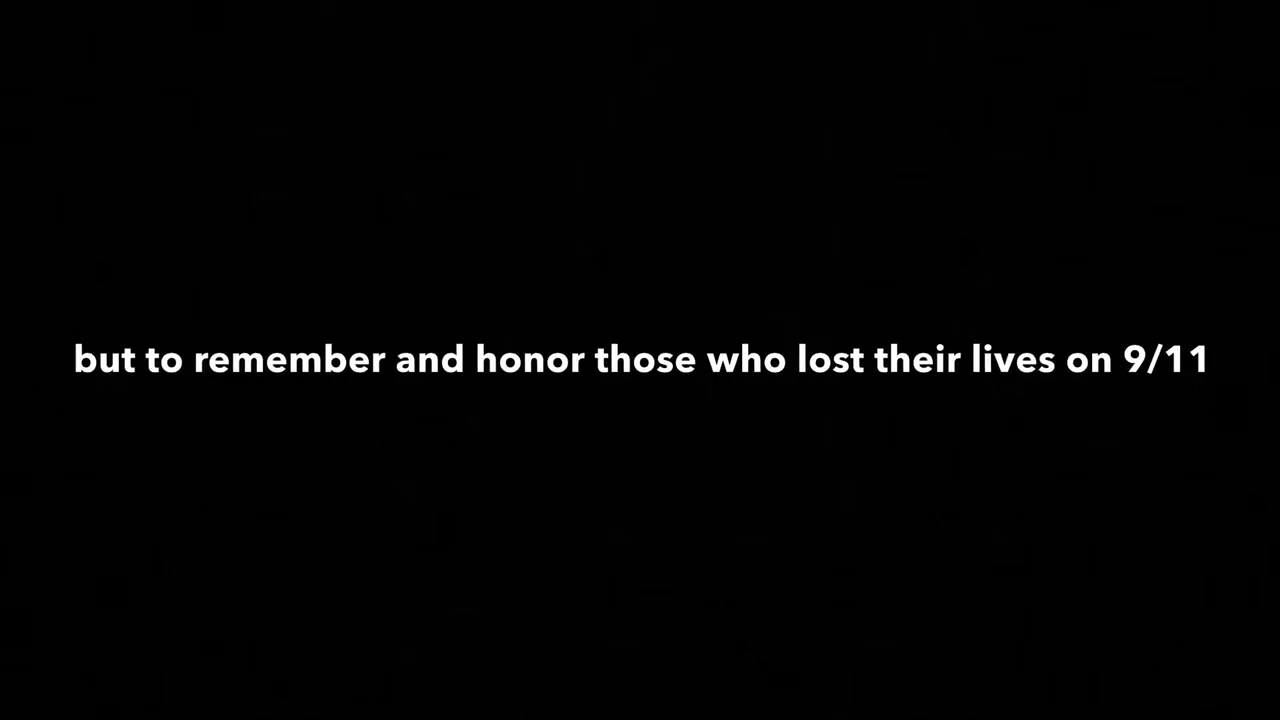 but to remember and honor those who lost their lives on 9/11